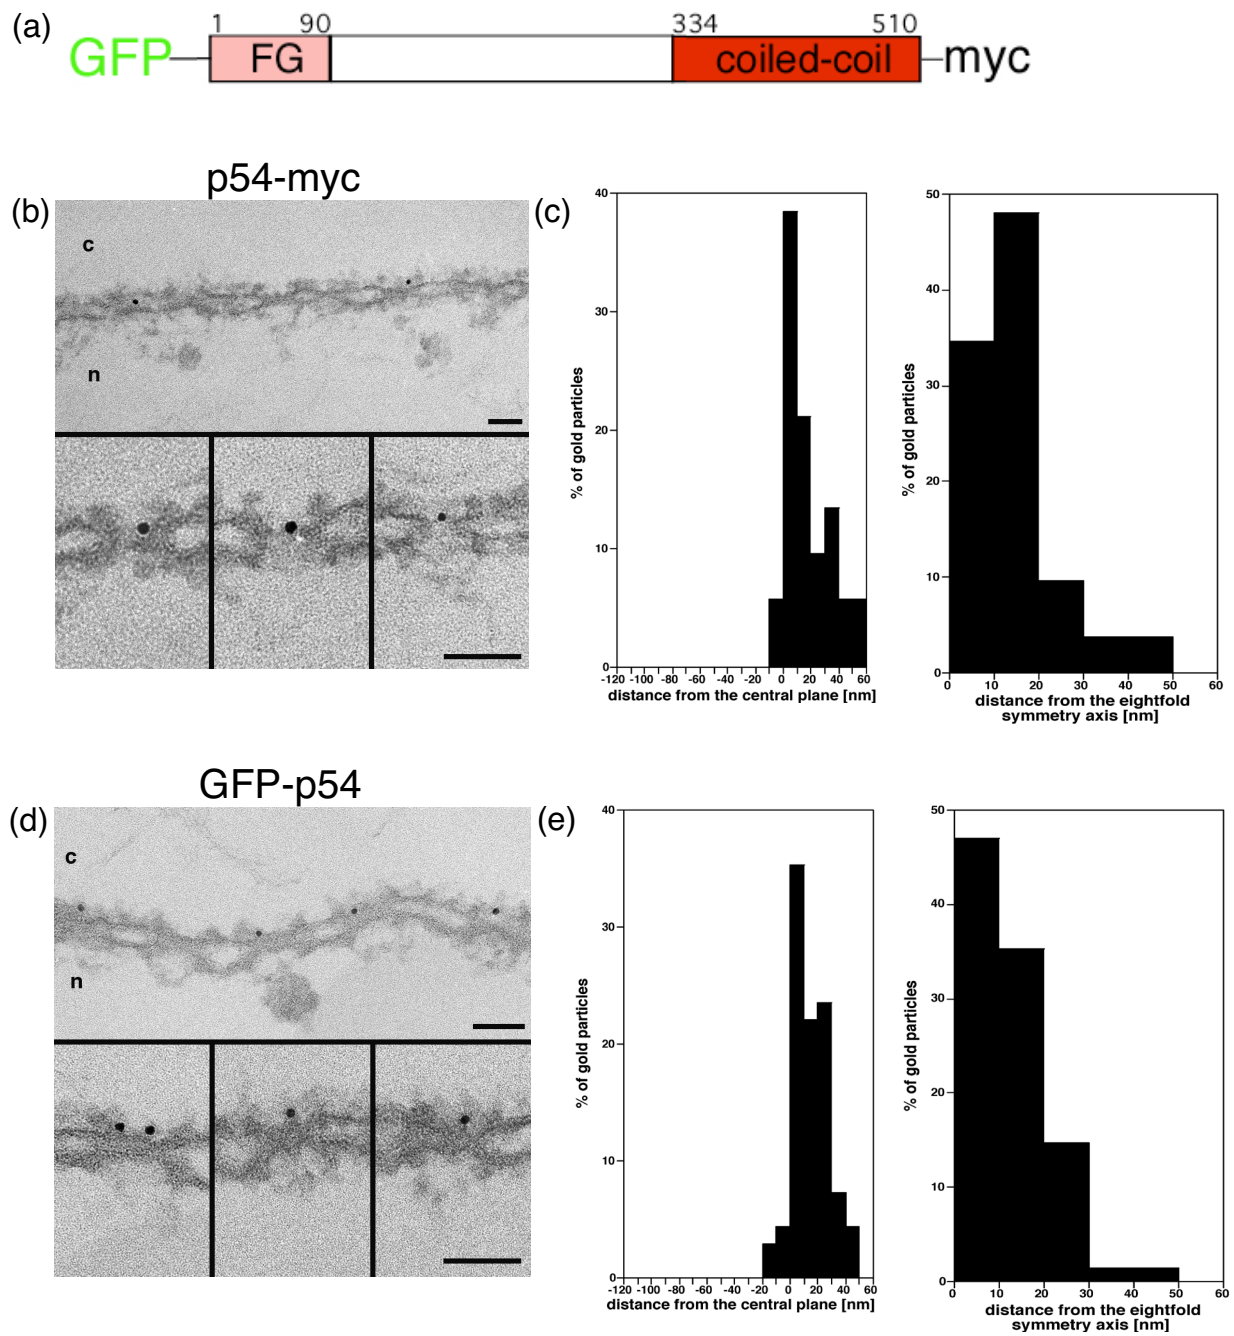 (a)
1 90 334 510
GFP FG coiled-coil myc
p54-myc
(b)
c
n
(c)
40
30
20
10
0
% of gold particles
-120 -100 -80 -60 -40 -20 0 20 40 60
distance from the central plane [nm]
50
40
30
20
10
0
% of gold particles
0 10 20 30 40 50 60
distance from the eightfold
symmetry axis [nm]
GFP-p54
(d)
c
n
(e)
40
30
20
10
0
% of gold particles
-120 -100 -80 -60 -40 -20 0 20 40 60
distance from the central plane [nm]
50
40
30
20
10
0
% of gold particles
0 10 20 30 40 50 60
distance from the eightfold
symmetry axis [nm]